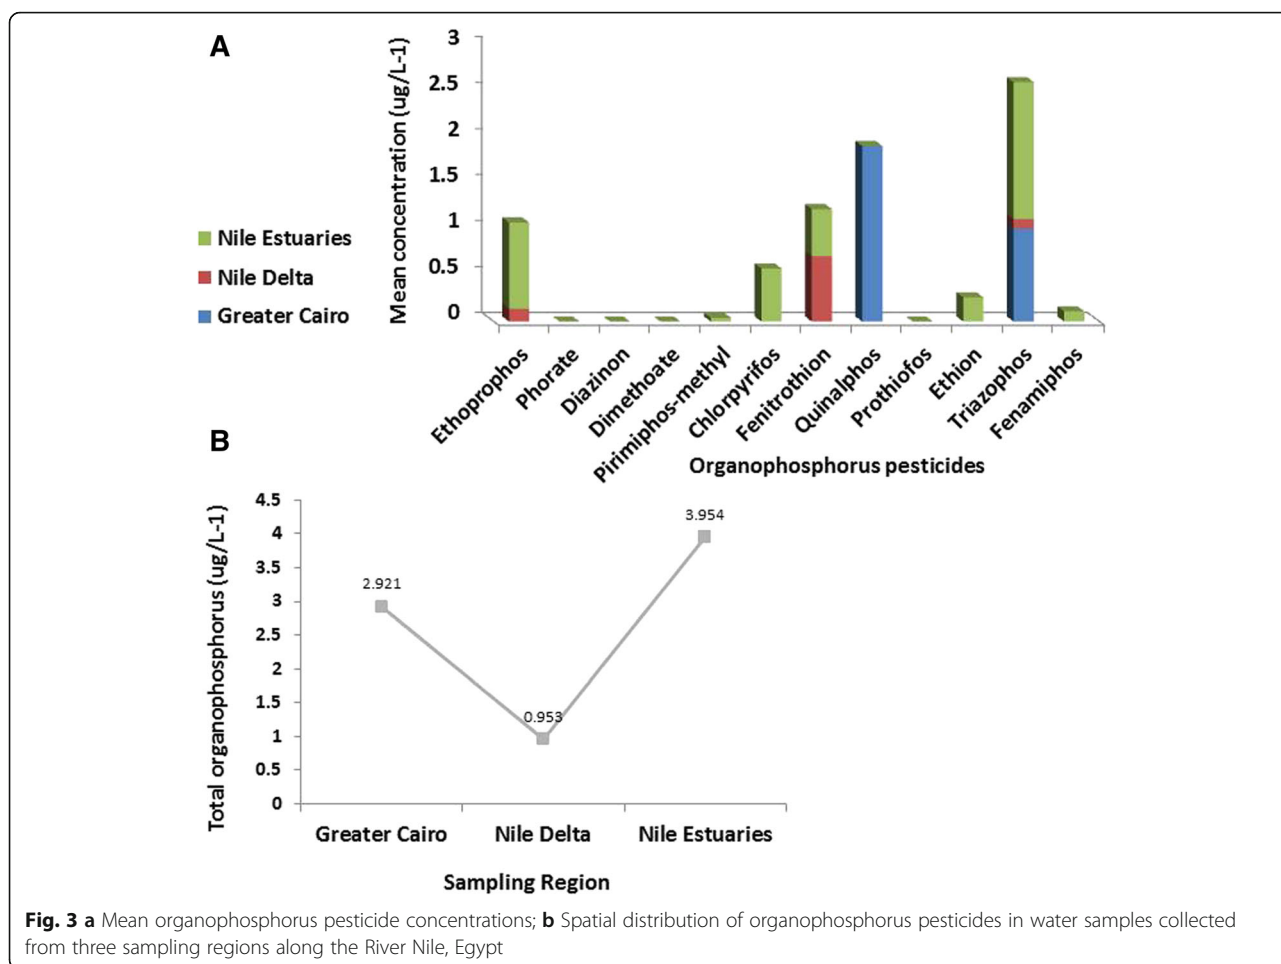 A
Mean concentration (ug/L-1)
3
2.5
2
1.5
1
0.5
0
Nile Estuaries
Nile Delta
Greater Cairo
Ethoprophos
Phorate
Diazinon
Dimethoate
Pirimiphos-methyl
Chlorpyrifos
Fenitrothion
Quinalphos
Prothiofos
Ethion
Triazophos
Fenamiphos
Organophosphorus pesticides
B
Total organophosphorus (ug/L-1)
4.5
4
3.5
3
2.5
2
1.5
1
0.5
0
2.921
0.953
3.954
Greater Cairo
Nile Delta
Nile Estuaries
Sampling Region
Fig. 3 a Mean organophosphorus pesticide concentrations; b Spatial distribution of organophosphorus pesticides in water samples collected
from three sampling regions along the River Nile, Egypt